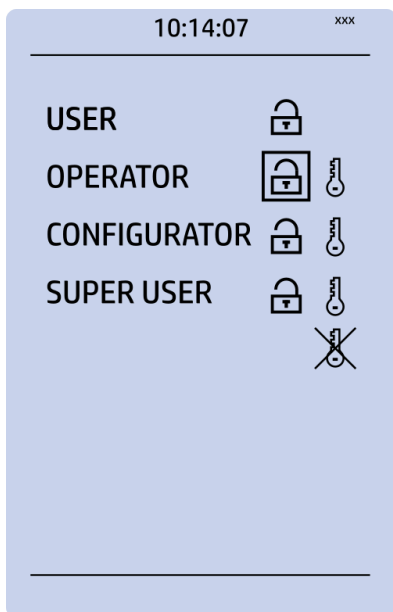 10:14:07 xxx
USER
OPERATOR
CONFIGURATOR
SUPER USER